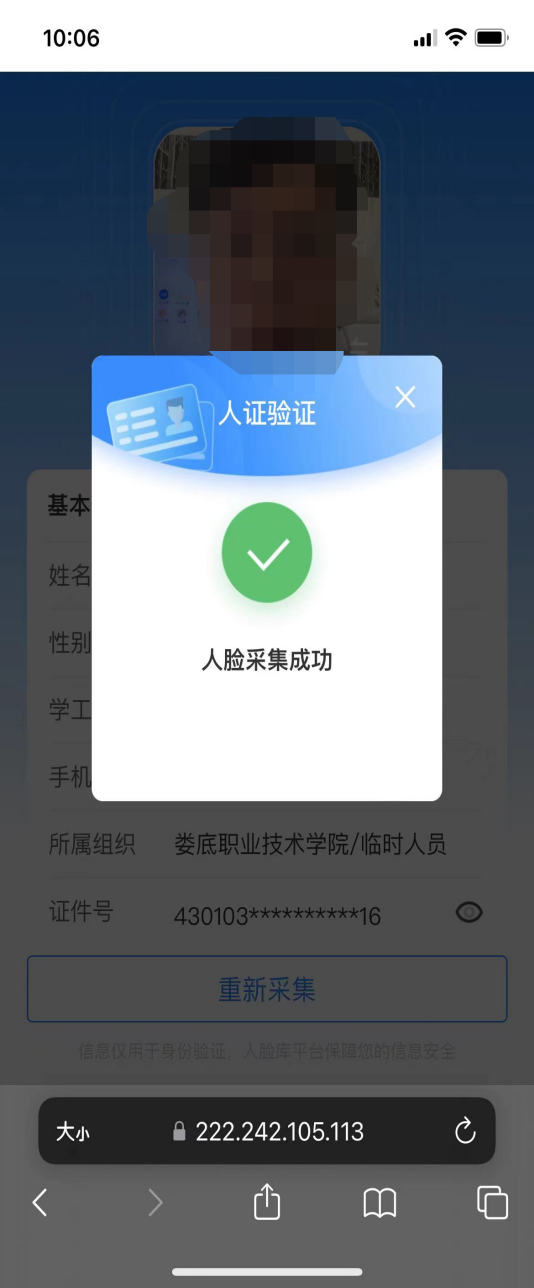 10:06
人证验证
人脸采集成功
基本
姓名
性别
学工
手机
所属组织 娄底职业技术学院/临时人员
证件号 430103**********16
重新采集
信息仅用于身份验证，人脸库平台保障您的信息安全
大小 222.242.105.113